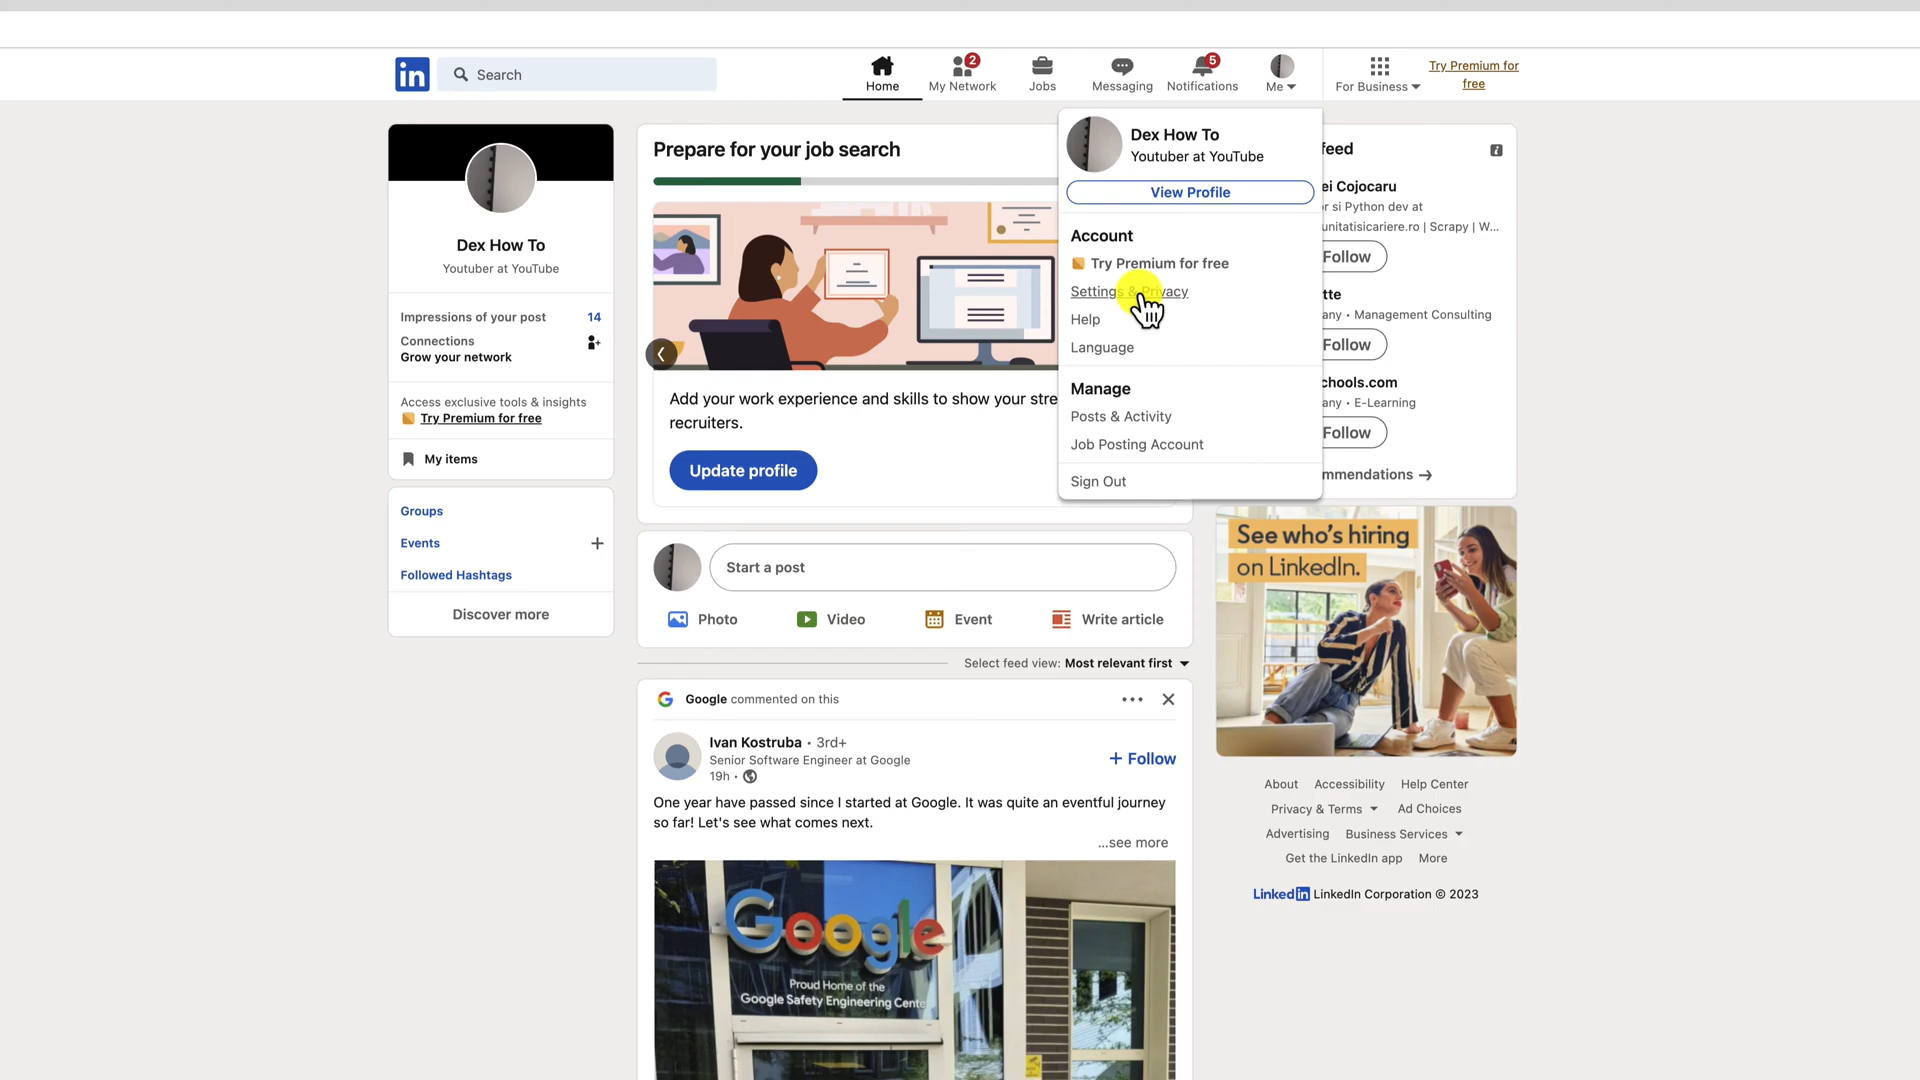 in
Search
Home
2
My Network
Jobs
Messaging
5
Notifications
Me
For Business
Try Premium for
free
Dex How To
Youtuber at YouTube
Impressions of your post 14
Connections
Grow your network
Access exclusive tools & insights
Try Premium for free
My items
Groups
Events
Followed Hashtags
Discover more
Prepare for your job search
Add your work experience and skills to show your stre
recruiters.
Update profile
Dex How To
Youtuber at YouTube
View Profile
Account
Try Premium for free
Settings & Privacy
Help
Language
Manage
Posts & Activity
Job Posting Account
Sign Out
feed
ei Cojocaru
or si Python dev at
unitatisicariere.ro | Scrapy | W...
Follow
tte
any • Management Consulting
Follow
chools.com
any • E-Learning
Follow
mmendations
Start a post
Photo
Video
Event
Write article
Select feed view: Most relevant first
Google commented on this
Ivan Kostruba • 3rd+
Senior Software Engineer at Google
19h •
+ Follow
One year have passed since I started at Google. It was quite an eventful journey
so far! Let's see what comes next.
...see more
Google
Proud Home of the
Google Safety Engineering Cente
See who's hiring
on LinkedIn.
About Accessibility Help Center
Privacy & Terms Ad Choices
Advertising Business Services
Get the LinkedIn app More
Linkedin LinkedIn Corporation © 2023